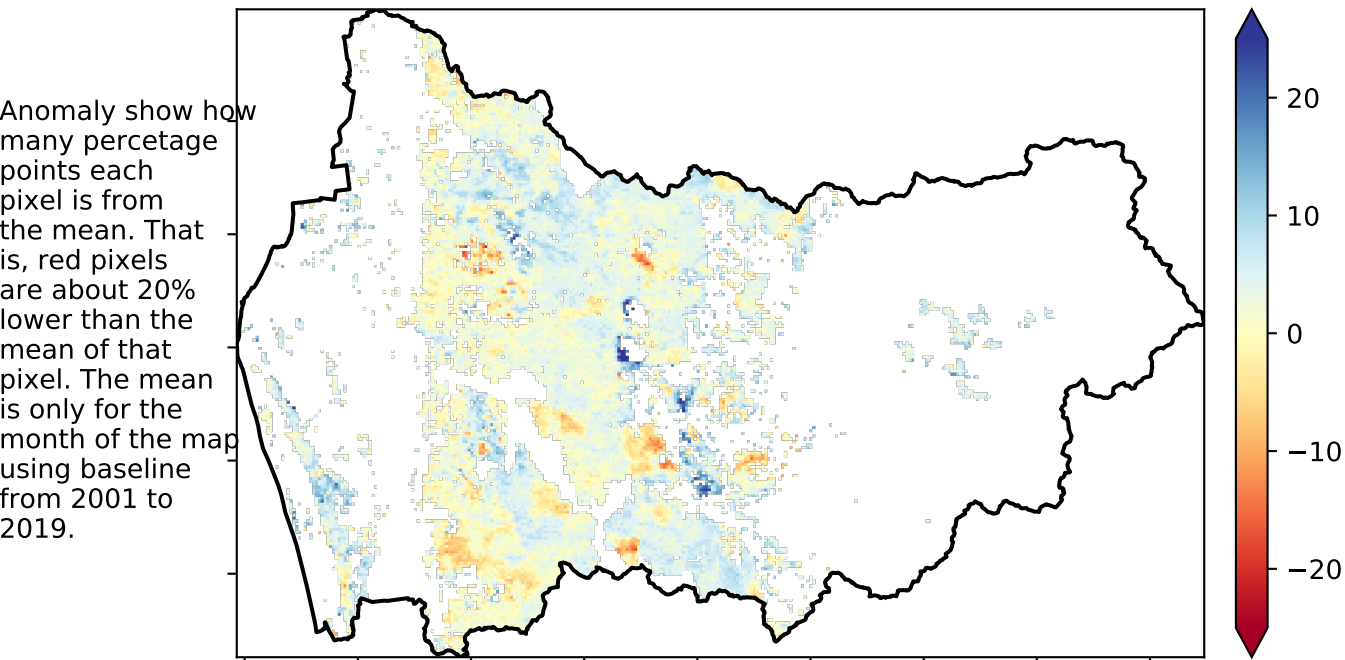 Anomaly show how
many percetage
points each
pixel is from
the mean. That
is, red pixels
are about 20%
lower than the
mean of that
pixel. The mean
is only for the
month of the map
using baseline
from 2001 to
2019.
20
10
0
−10
−20